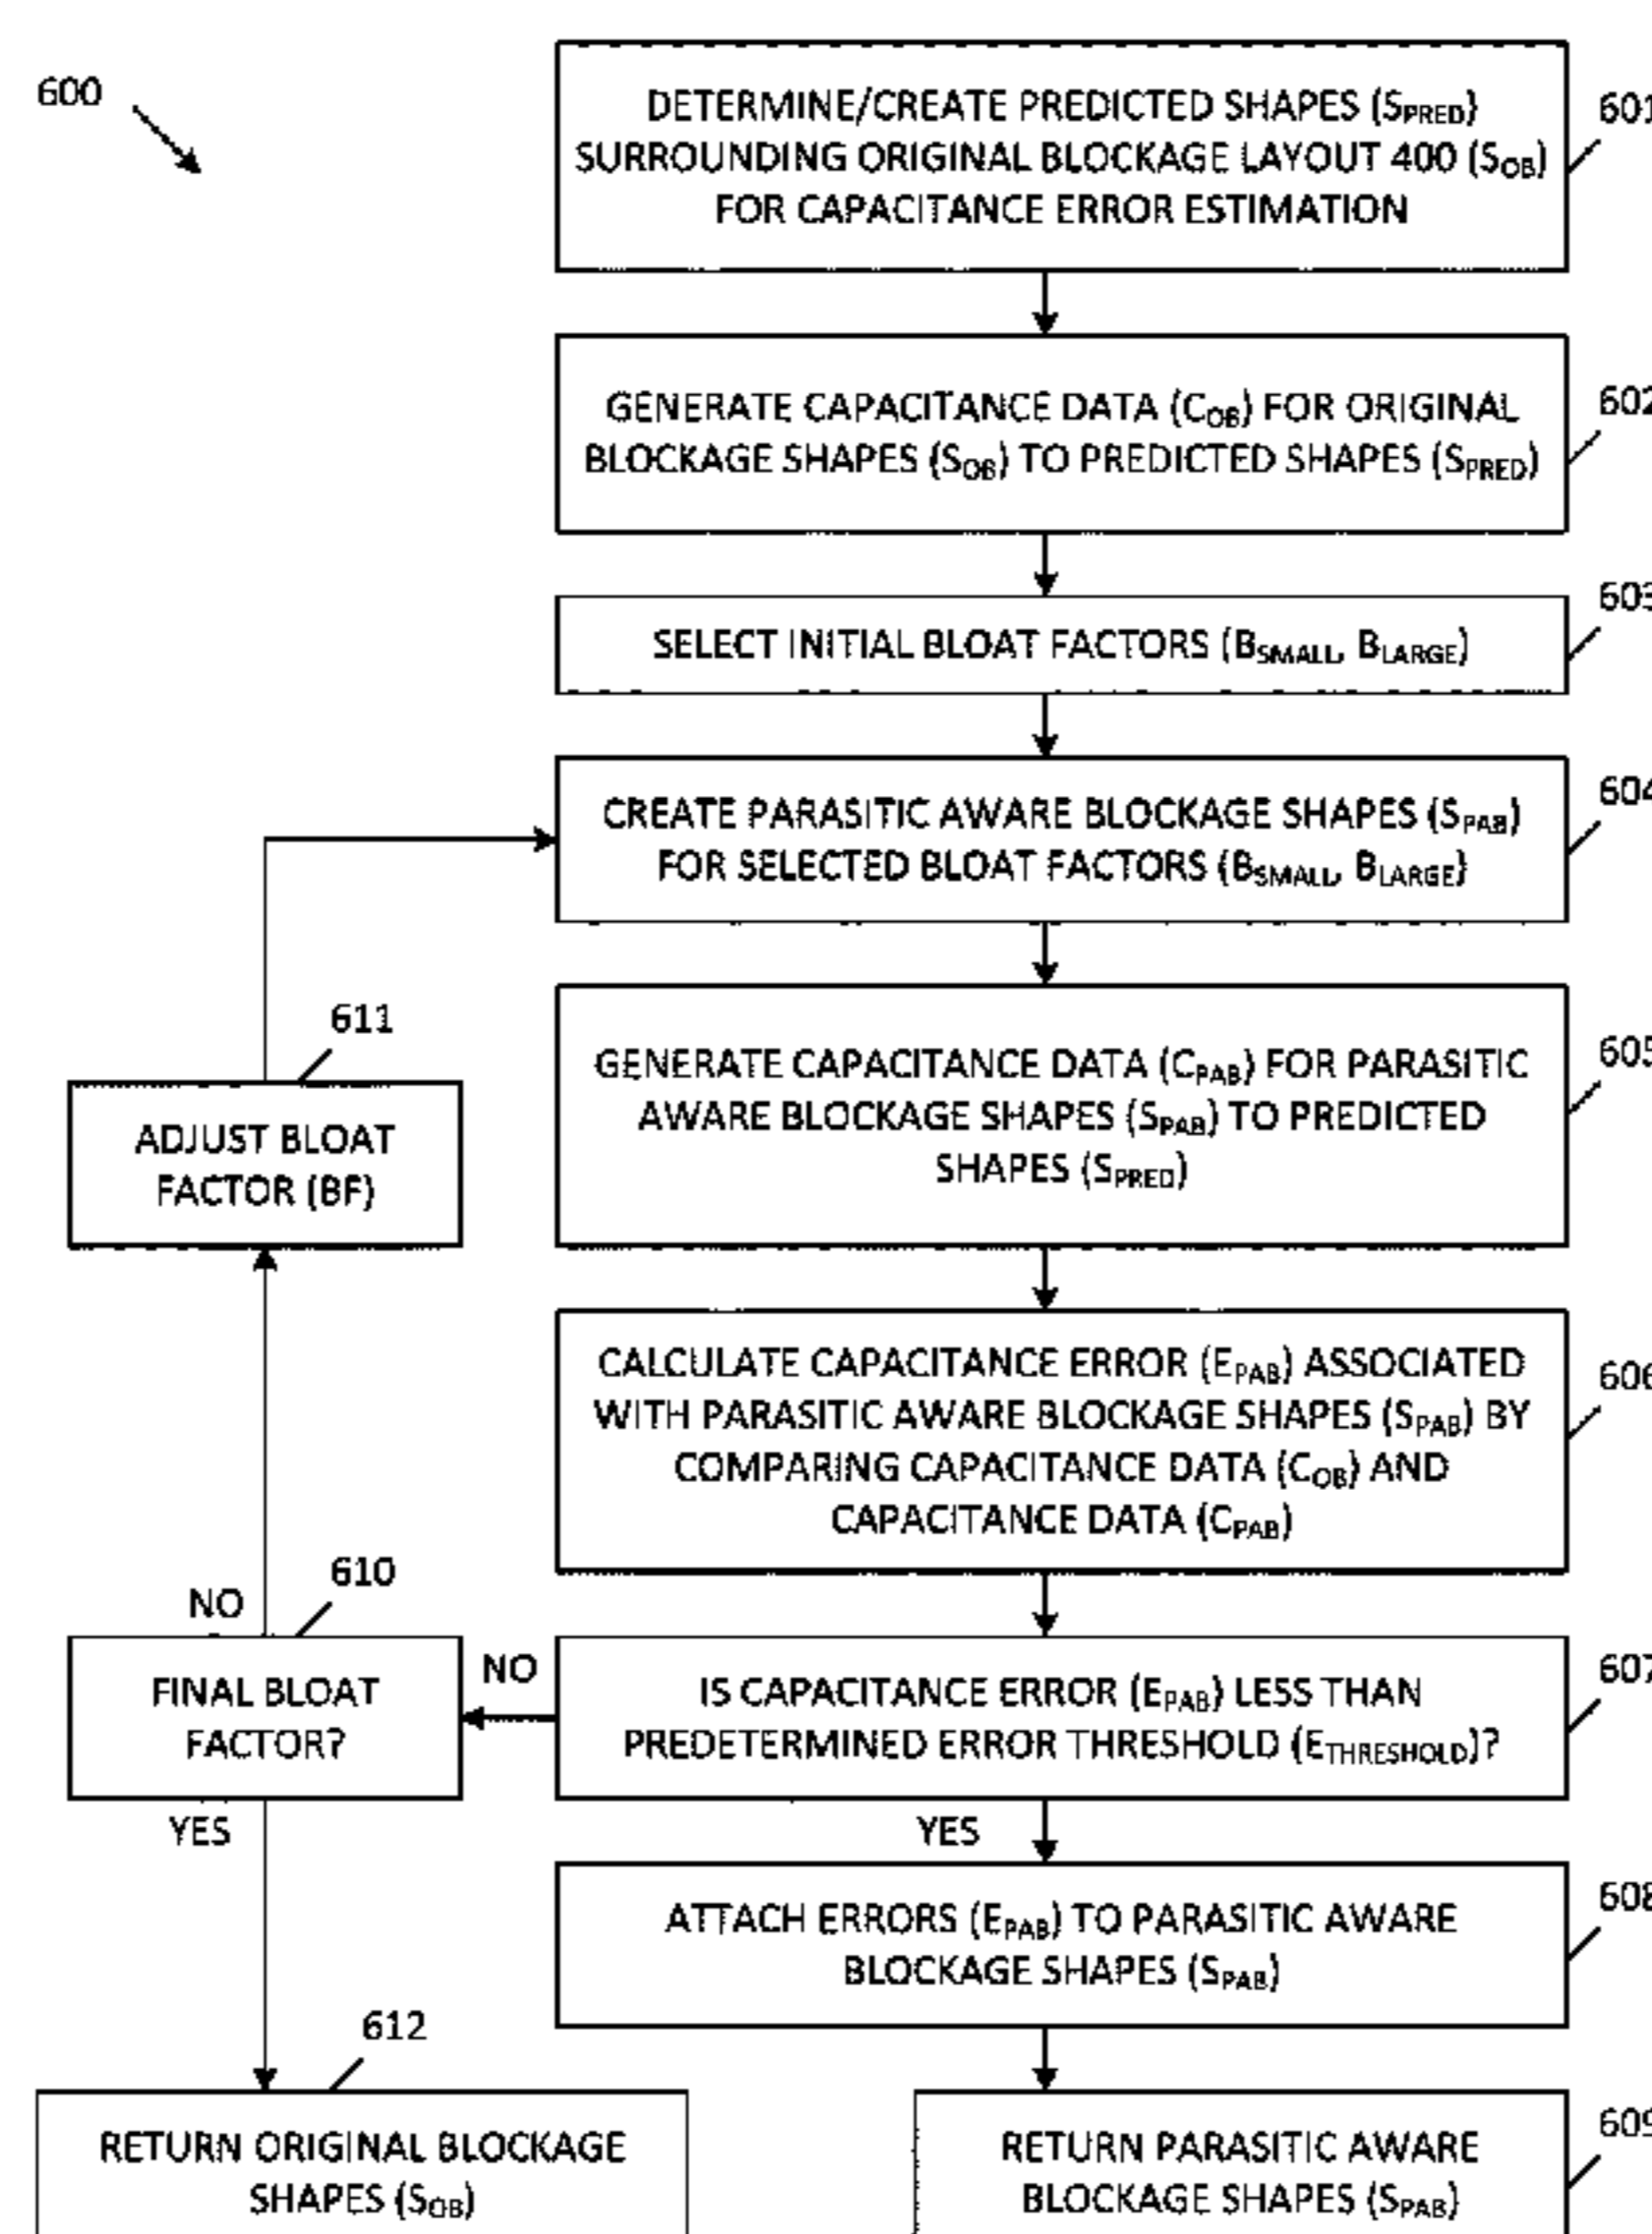 600
DETERMINE/CREATE PREDICTED SHAPES (SPRED)
SURROUNDING ORIGINAL BLOCKAGE LAYOUT 400 (SOB)
FOR CAPACITANCE ERROR ESTIMATION
601
GENERATE CAPACITANCE DATA (COB) FOR ORIGINAL
BLOCKAGE SHAPES (SOB) TO PREDICTED SHAPES (SPRED)
602
SELECT INITIAL BLOAT FACTORS (BSMALL, BLARGE)
603
CREATE PARASITIC AWARE BLOCKAGE SHAPES (SPAB)
FOR SELECTED BLOAT FACTORS (BSMALL, BLARGE)
604
GENERATE CAPACITANCE DATA (CPAB) FOR PARASITIC
AWARE BLOCKAGE SHAPES (SPAB) TO PREDICTED
SHAPES (SPRED)
605
611
ADJUST BLOAT
FACTOR (BF)
CALCULATE CAPACITANCE ERROR (EPAB) ASSOCIATED
WITH PARASITIC AWARE BLOCKAGE SHAPES (SPAB) BY
COMPARING CAPACITANCE DATA (COB) AND
CAPACITANCE DATA (CPAB)
606
610
NO
FINAL BLOAT
FACTOR?
YES
NO
IS CAPACITANCE ERROR (EPAB) LESS THAN
PREDETERMINED ERROR THRESHOLD (ETHRESHOLD)?
607
YES
ATTACH ERRORS (EPAB) TO PARASITIC AWARE
BLOCKAGE SHAPES (SPAB)
608
612
RETURN ORIGINAL BLOCKAGE
SHAPES (SOB)
RETURN PARASITIC AWARE
BLOCKAGE SHAPES (SPAB)
609